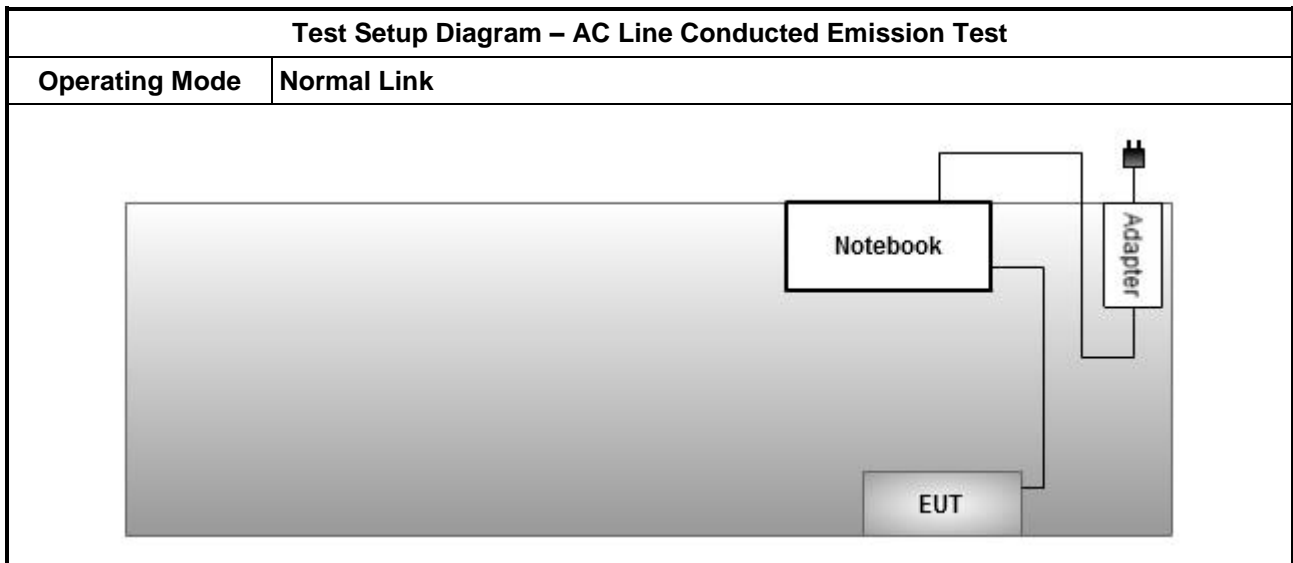 Test Setup Diagram – AC Line Conducted Emission Test
Operating Mode
Normal Link
Notebook
Adapter
EUT